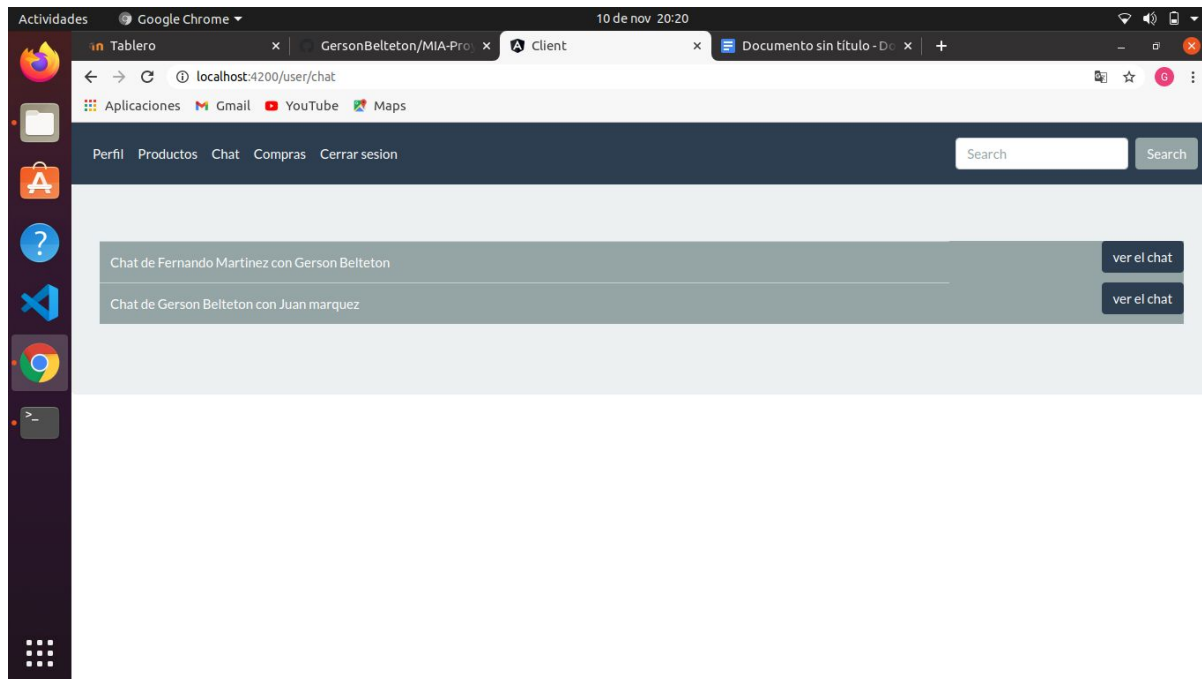 Actividades Google Chrome 10 de nov 20:20
Tablero GersonBelteton/MIA-Pro Client Documento sin título - Do
localhost:4200/user/chat G
Aplicaciones Gmail YouTube Maps
Perfil Productos Chat Compras Cerrar sesion Search Search
Chat de Fernando Martinez con Gerson Belteton ver el chat
Chat de Gerson Belteton con Juan marquez ver el chat